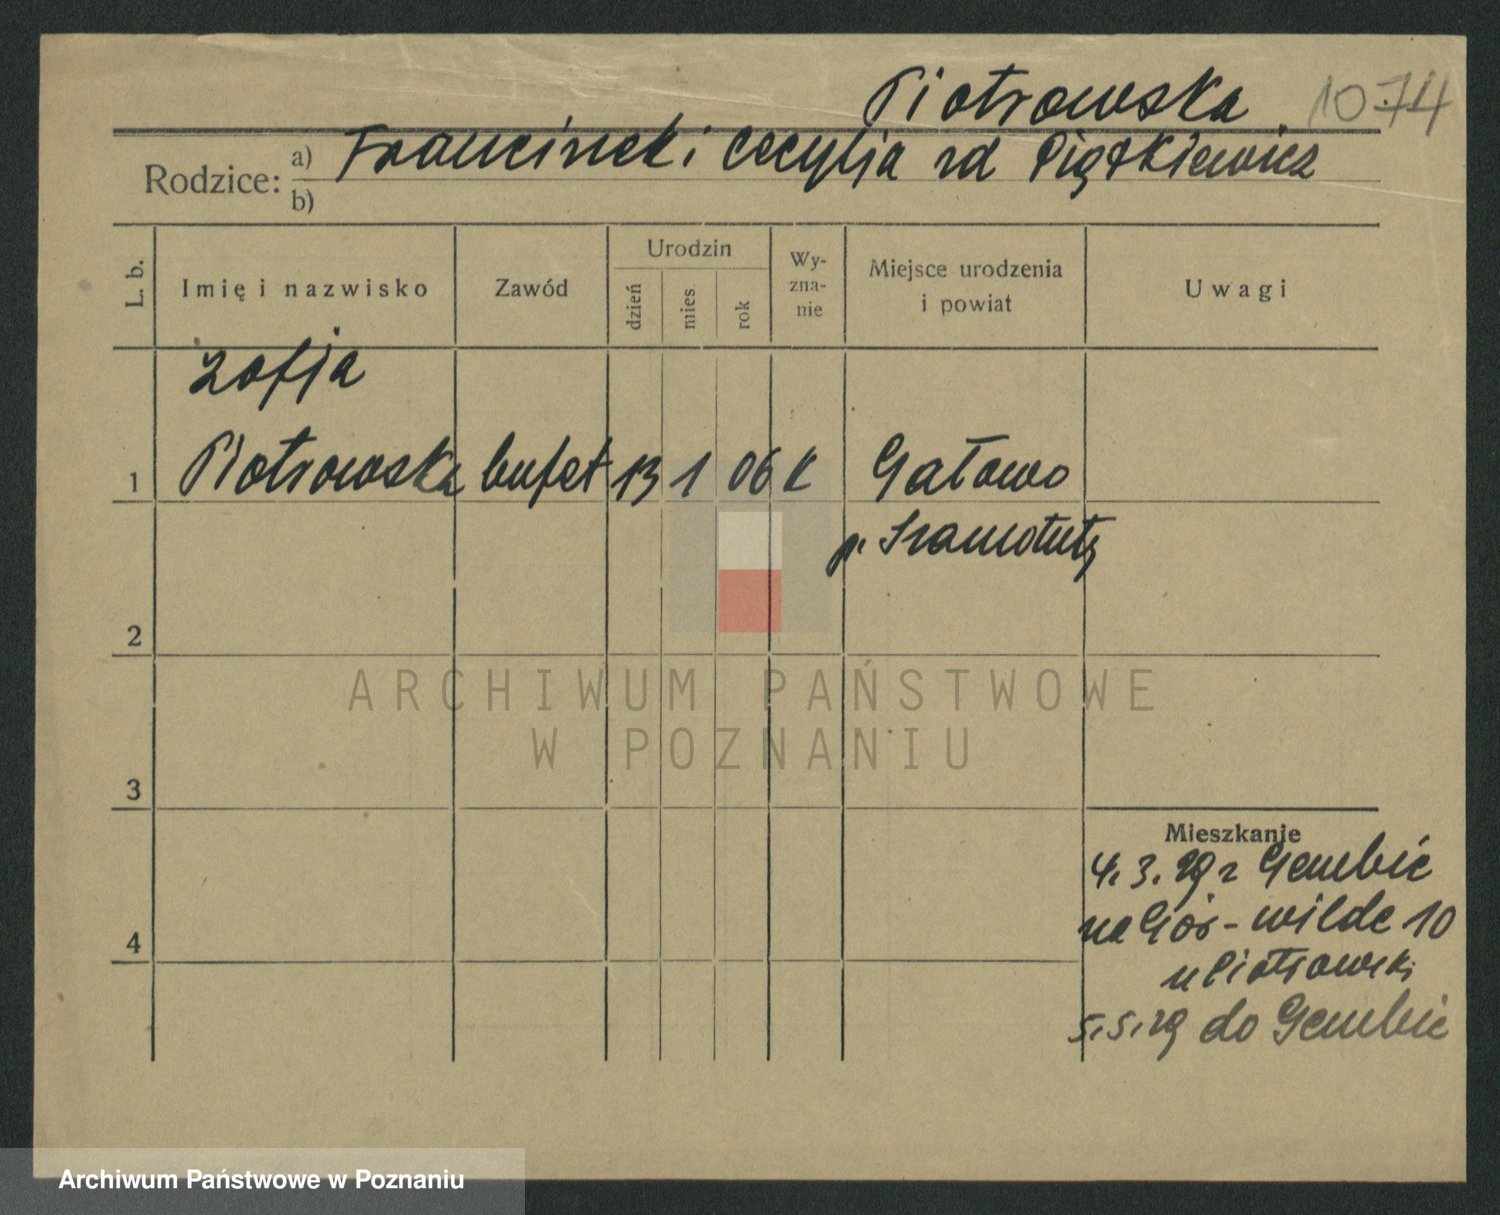 Piotrowska 1074
Rodzice: a) Franciszek i Cecylja zd Piątkiewicz
b)
L. b.
Imię i nazwisko
Zawód
Urodzin
dzień
mies.
rok
Wy-
zna-
nie
Miejsce urodzenia
i powiat
Uwagi
Zofja
1 Piotrowska bufet 13 1 06 K Gałowo
p. Szamotuły
2
3
4
Mieszkanie
4.3.29 z Gembic
na Gór-wilde 10
u Piotrowski
5.5.29 do Gembic
ARCHIWUM PAŃSTWOWE
W POZNANIU
Archiwum Państwowe w Poznaniu